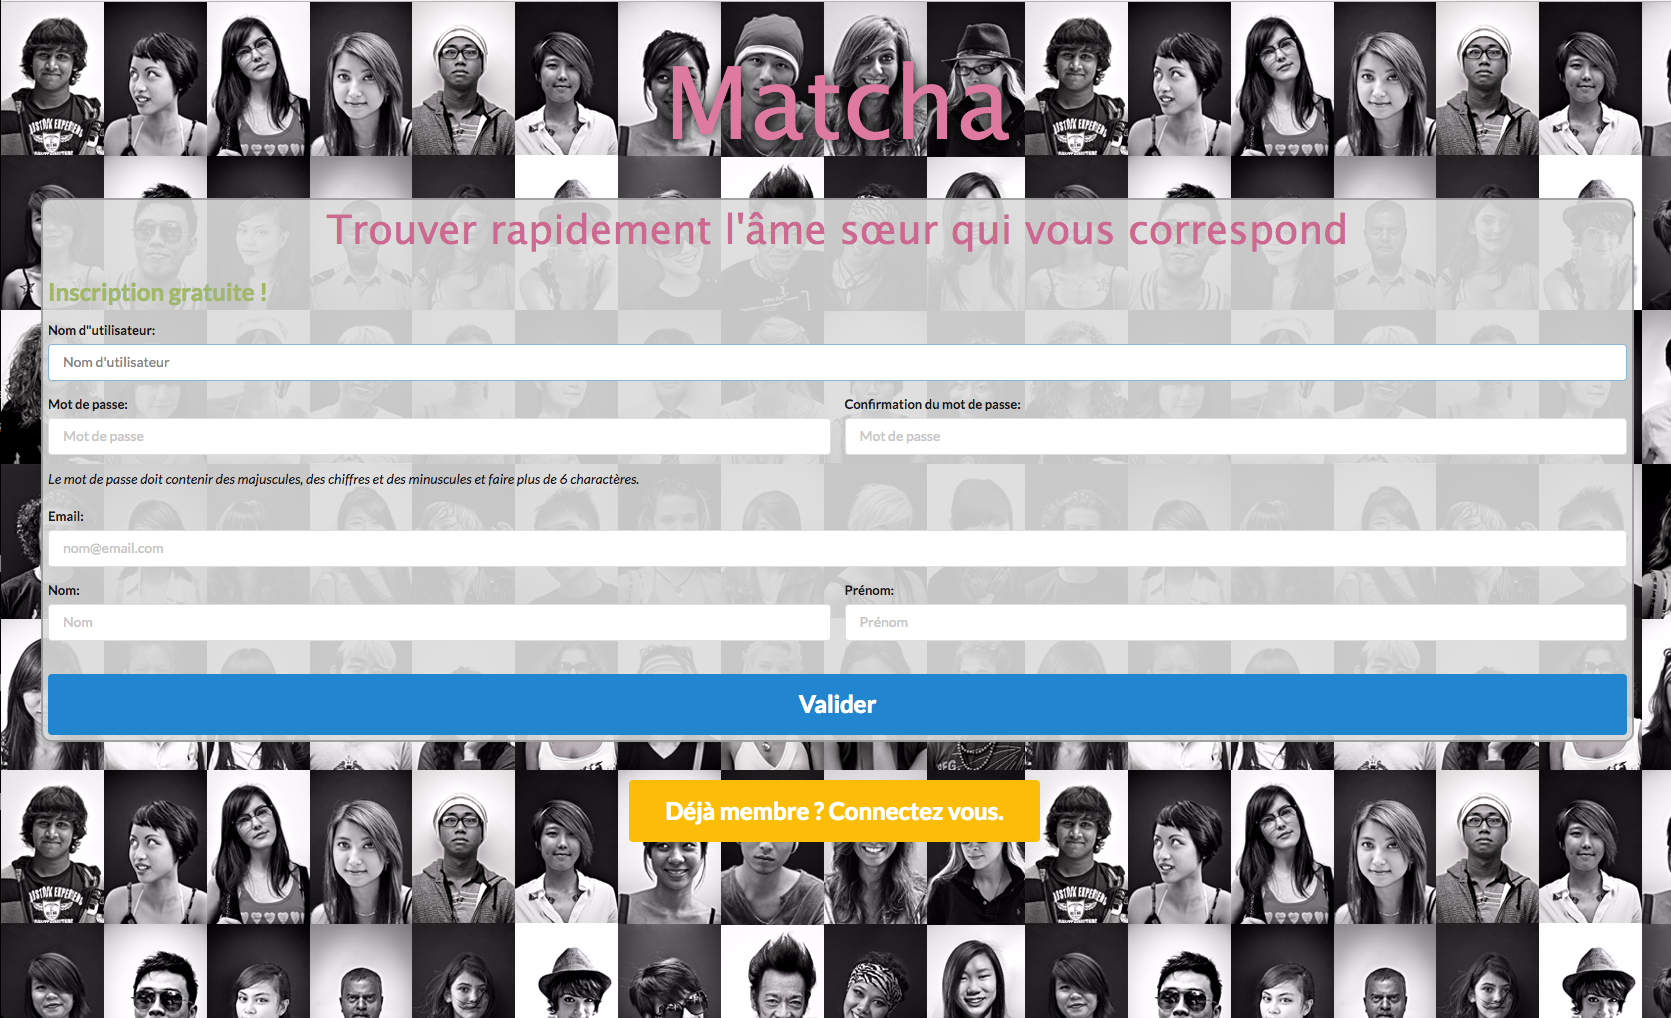 Matcha
Trouver rapidement l'âme sœur qui vous correspond
Inscription gratuite !
Nom d"utilisateur:
Nom d'utilisateur
Mot de passe:
Confirmation du mot de passe:
Mot de passe
Mot de passe
Le mot de passe doit contenir des majuscules, des chiffres et des minuscules et faire plus de 6 charactères.
Email:
nom@email.com
Nom:
Prénom:
Nom
Prénom
Valider
Déjà membre ? Connectez vous.